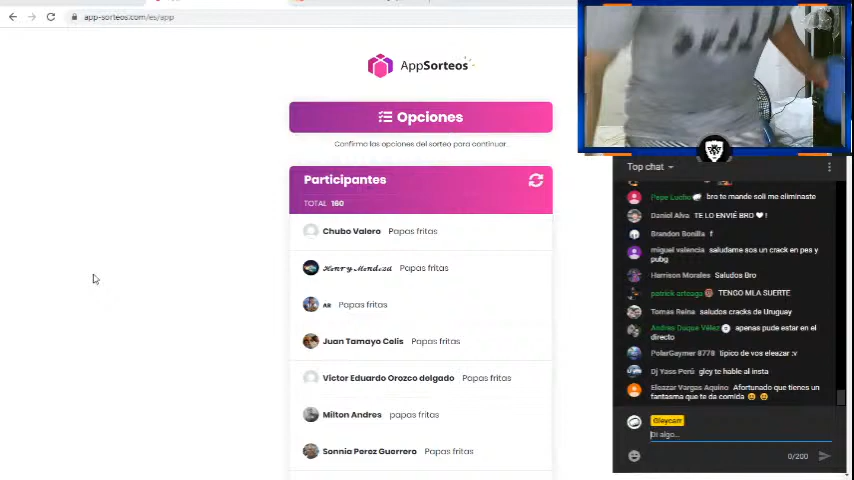 app-sorteos.com/es/app
AppSorteos
Opciones
Confirma las opciones del sorteo para continuar.
Participantes
TOTAL 160
Chubo Valero Papas fritas
Henry Mendeza Papas fritas
AR Papas fritas
Juan Tamayo Celis Papas fritas
Victor Eduardo Orozco delgado Papas fritas
Milton Andres papas fritas
Sonnia Perez Guerrero Papas fritas
Top chat
Pepe Lucho bro te mande soli me eliminaste
Daniel Alva TE LO ENVIÉ BRO ❤ !
Brandon Bonilla f
miguel valencia saludame sos un crack en pes y
pubg
Harrison Morales Saludos Bro
patrick arteaga TENGO MLA SUERTE
Tomas Reina saludos cracks de Uruguay
Andres Duque Vélez apenas pude estar en el
directo
PolarGaymer 8778 tipico de vos eleazar :v
Dj Yass Perú gley te hable al insta
Eleazar Vargas Aquino Afortunado que tienes un
fantasma que te da comida
Gleycarr
Di algo...
0/200